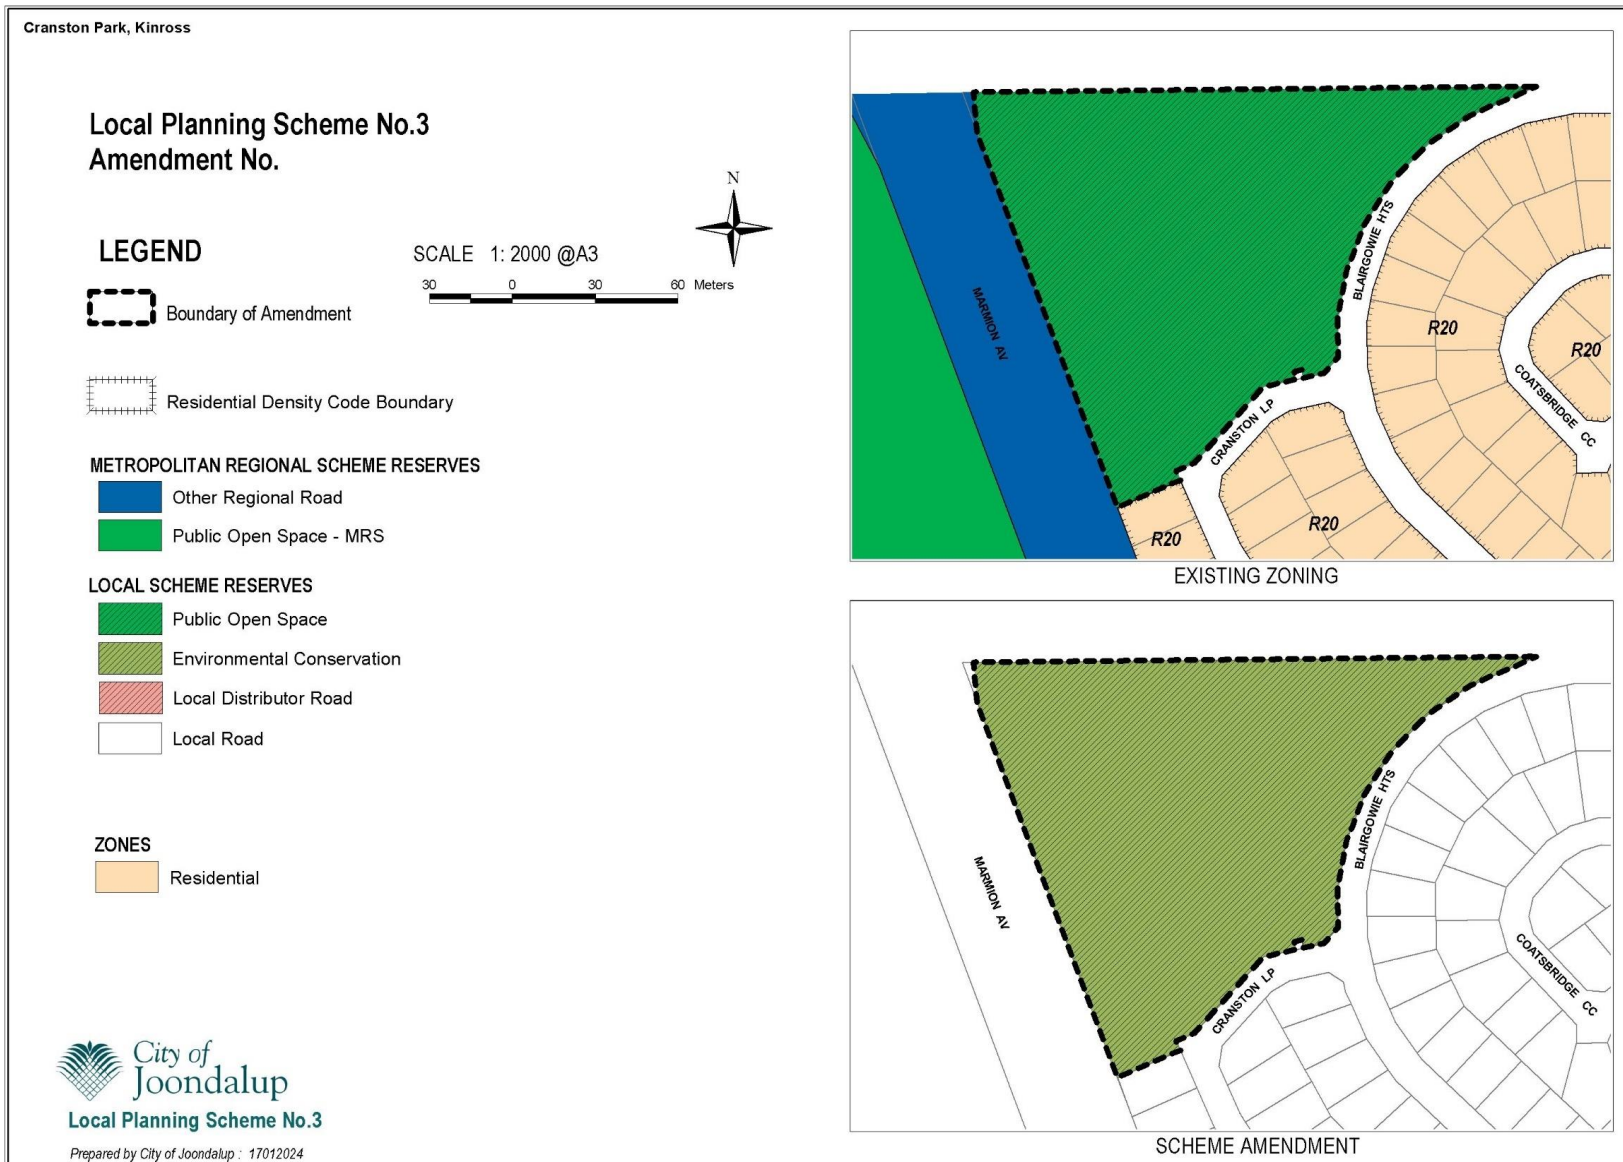 Cranston Park, Kinross
Local Planning Scheme No.3
Amendment No.
LEGEND
SCALE 1: 2000 @A3
N
30 0 30 60 Meters
Boundary of Amendment
Residential Density Code Boundary
METROPOLITAN REGIONAL SCHEME RESERVES
Other Regional Road
Public Open Space - MRS
LOCAL SCHEME RESERVES
Public Open Space
Environmental Conservation
Local Distributor Road
Local Road
ZONES
Residential
City of
Joondalup
Local Planning Scheme No.3
Prepared by City of Joondalup : 17012024
MARMION AV
BLAIRGOWIE HTS
R20
R20
COATSBRIDGE CC
CRANSTON LP
R20
R20
EXISTING ZONING
MARMION AV
BLAIRGOWIE HTS
COATSBRIDGE CC
CRANSTON LP
SCHEME AMENDMENT